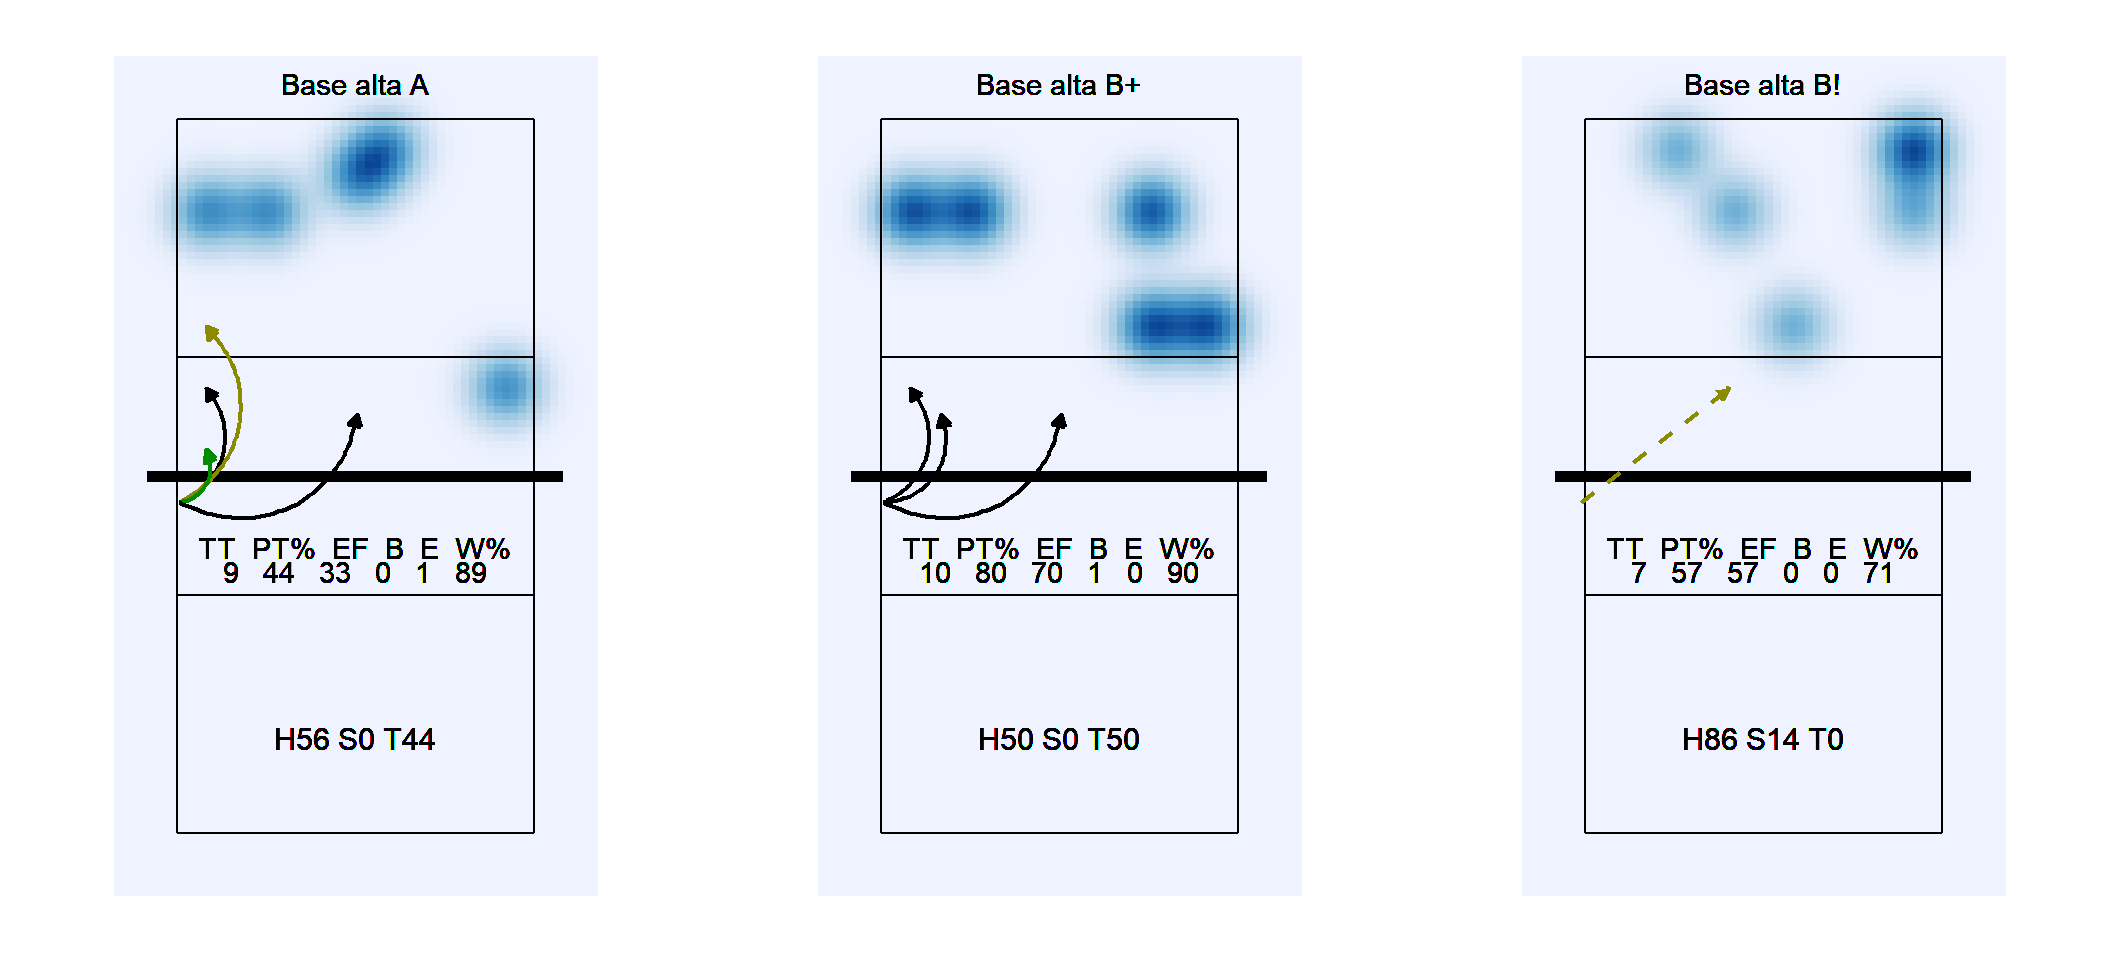 Base alta A
TT PT% EF B E W%
9 44 33 0 1 89
H56 S0 T44
Base alta B+
TT PT% EF B E W%
10 80 70 1 0 90
H50 S0 T50
Base alta B!
TT PT% EF B E W%
7 57 57 0 0 71
H86 S14 T0